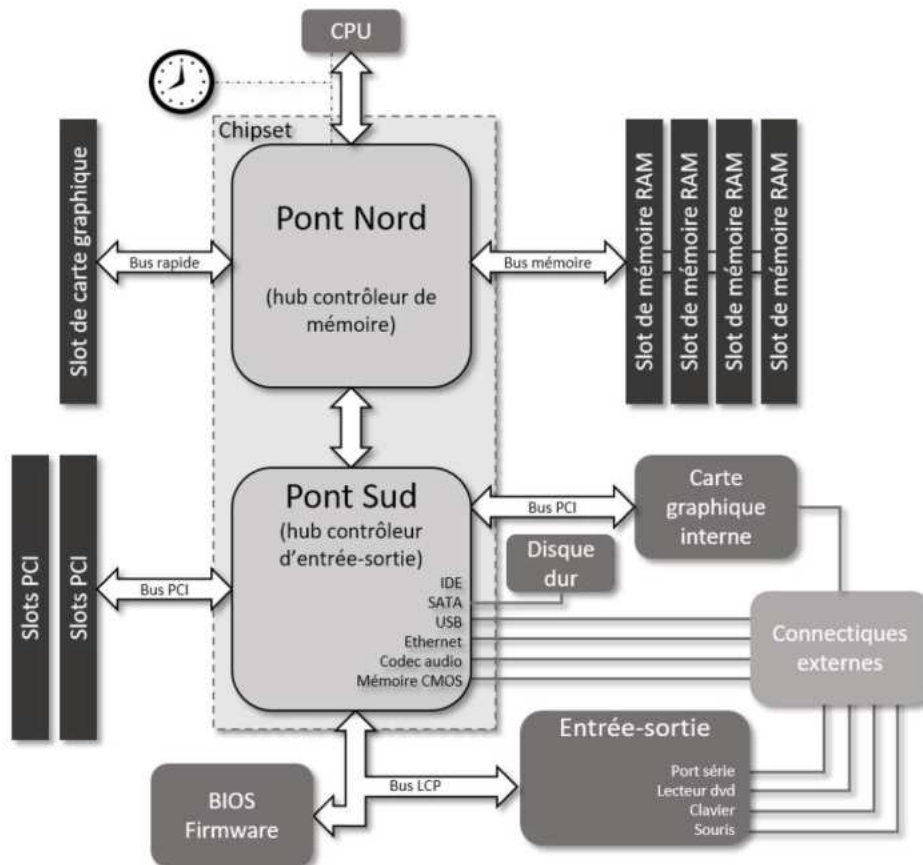 CPU
Chipset
Pont Nord
(hub contrôleur de
mémoire)
Slot de carte graphique
Bus rapide
Bus mémoire
Slot de mémoire RAM
Slot de mémoire RAM
Slot de mémoire RAM
Slot de mémoire RAM
Pont Sud
(hub contrôleur
d'entrée-sortie)
IDE
SATA
USB
Ethernet
Codec audio
Mémoire CMOS
Slots PCI
Slots PCI
Bus PCI
Bus PCI
Carte
graphique
interne
Disque
dur
Connectiques
externes
BIOS
Firmware
Bus LCP
Entrée-sortie
Port série
Lecteur dvd
Clavier
Souris